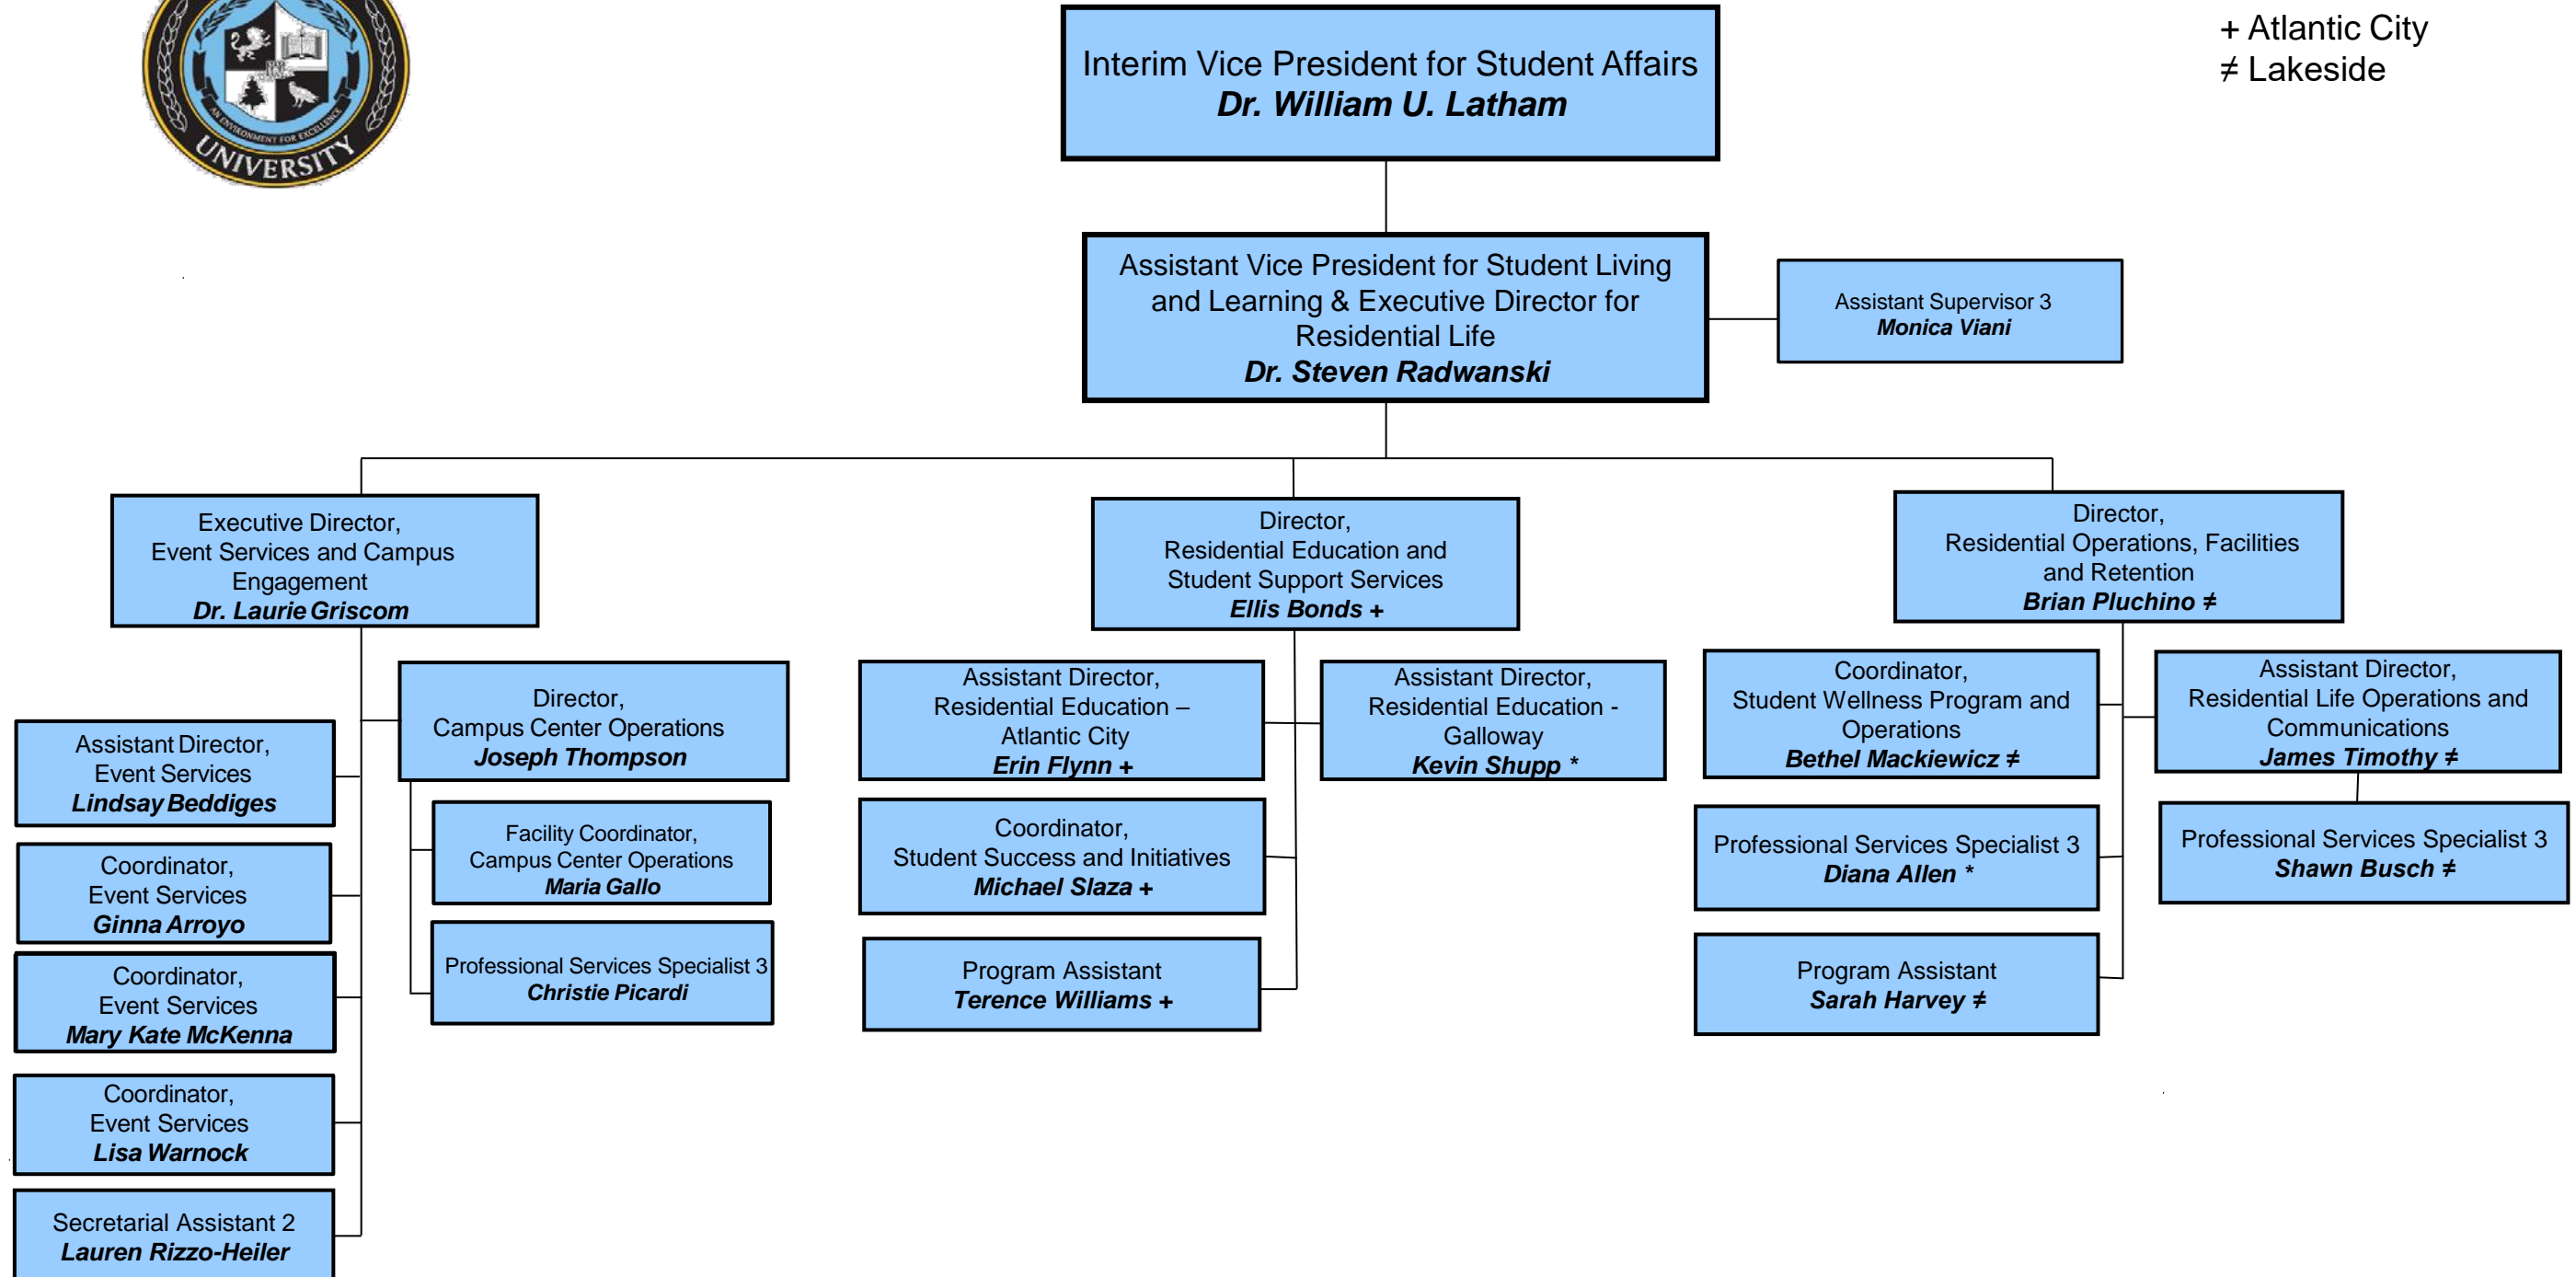 AN ENVIRONMENT FOR EXCELLENCE
UNIVERSITY
+ Atlantic City
≠ Lakeside
Interim Vice President for Student Affairs
Dr. William U. Latham
Assistant Vice President for Student Living
and Learning & Executive Director for
Residential Life
Dr. Steven Radwanski
Assistant Supervisor 3
Monica Viani
Executive Director,
Event Services and Campus
Engagement
Dr. Laurie Griscom
Director,
Residential Education and
Student Support Services
Ellis Bonds +
Director,
Residential Operations, Facilities
and Retention
Brian Pluchino ≠
Director,
Campus Center Operations
Joseph Thompson
Assistant Director,
Event Services
Lindsay Beddiges
Coordinator,
Event Services
Ginna Arroyo
Coordinator,
Event Services
Mary Kate McKenna
Coordinator,
Event Services
Lisa Warnock
Secretarial Assistant 2
Lauren Rizzo-Heiler
Facility Coordinator,
Campus Center Operations
Maria Gallo
Professional Services Specialist 3
Christie Picardi
Assistant Director,
Residential Education –
Atlantic City
Erin Flynn +
Assistant Director,
Residential Education -
Galloway
Kevin Shupp *
Coordinator,
Student Success and Initiatives
Michael Slaza +
Program Assistant
Terence Williams +
Coordinator,
Student Wellness Program and
Operations
Bethel Mackiewicz ≠
Assistant Director,
Residential Life Operations and
Communications
James Timothy ≠
Professional Services Specialist 3
Diana Allen *
Professional Services Specialist 3
Shawn Busch ≠
Program Assistant
Sarah Harvey ≠